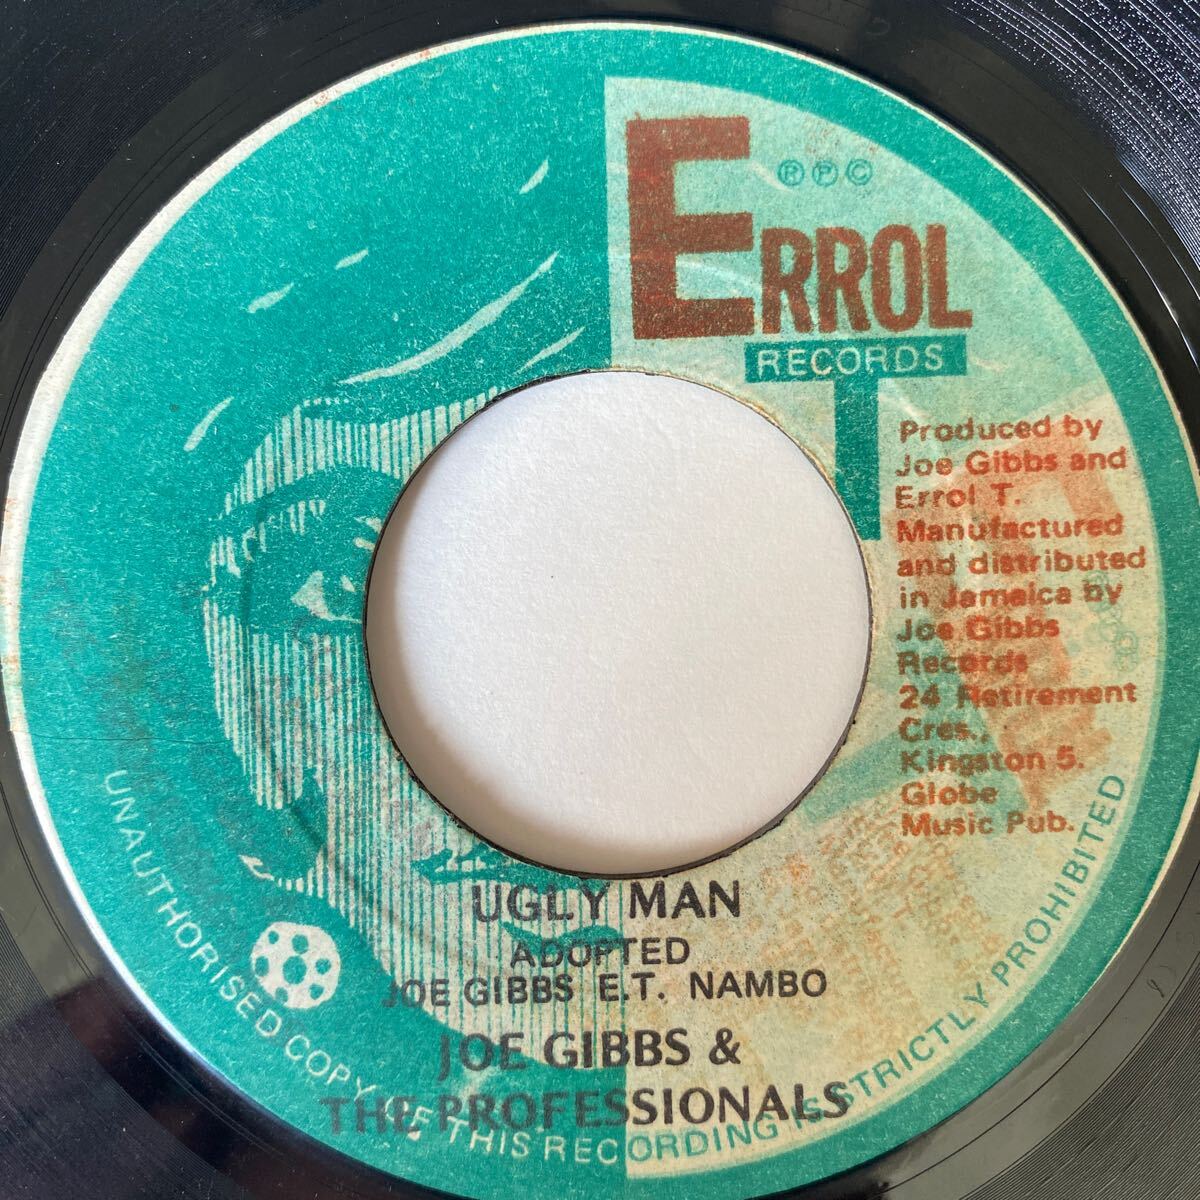 ERROL
RECORDS
T
Ⓡ Ⓟ Ⓒ
Produced by
Joe Gibbs and
Errol T.
Manufactured
and distributed
in Jamaica by
Joe Gibbs
Records
24 Retirement
Cres.,
Kingston 5.
Globe
Music Pub.
UGLY MAN
ADOPTED
JOE GIBBS E.T. NAMBO
JOE GIBBS &
THE PROFESSIONALS
UNAUTHORISED COPY OF THIS RECORDING IS STRICTLY PROHIBITED